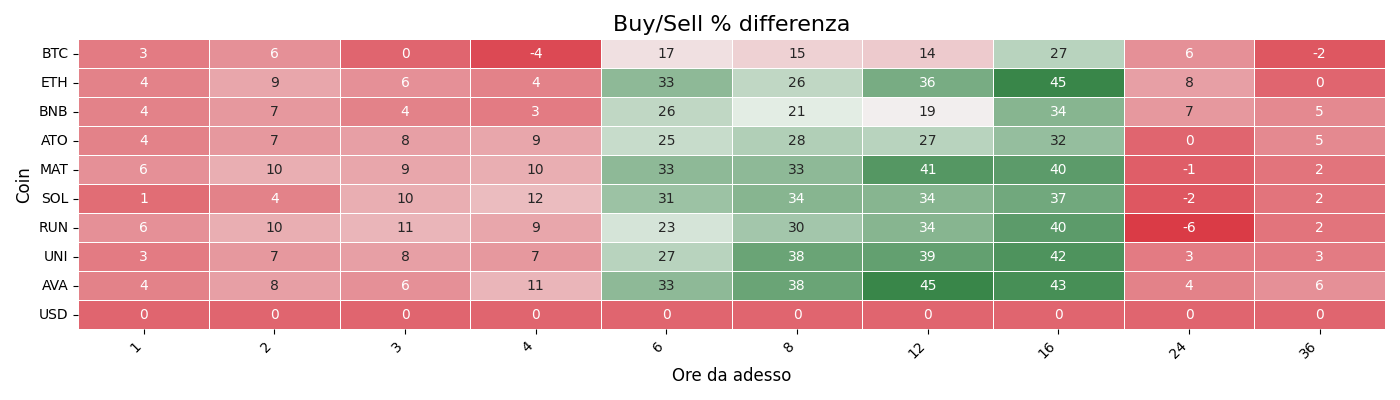 Buy/Sell % differenza
Coin
BTC 3 6 0 -4 17 15 14 27 6 -2
ETH 4 9 6 4 33 26 36 45 8 0
BNB 4 7 4 3 26 21 19 34 7 5
ATO 4 7 8 9 25 28 27 32 0 5
MAT 6 10 9 10 33 33 41 40 -1 2
SOL 1 4 10 12 31 34 34 37 -2 2
RUN 6 10 11 9 23 30 34 40 -6 2
UNI 3 7 8 7 27 38 39 42 3 3
AVA 4 8 6 11 33 38 45 43 4 6
USD 0 0 0 0 0 0 0 0 0 0
1 2 3 4 6 8 12 16 24 36
Ore da adesso